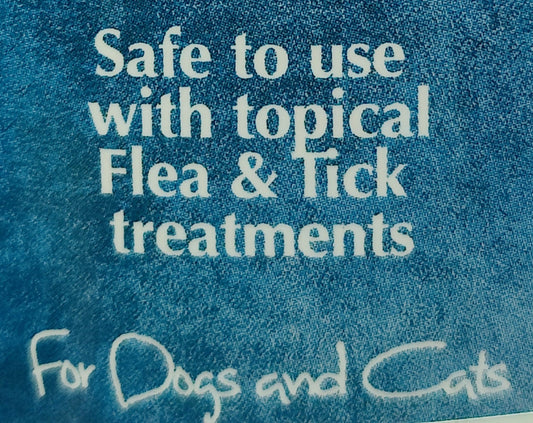 Safe to use
with topical
Flea & Tick
treatments
For Dogs and Cats